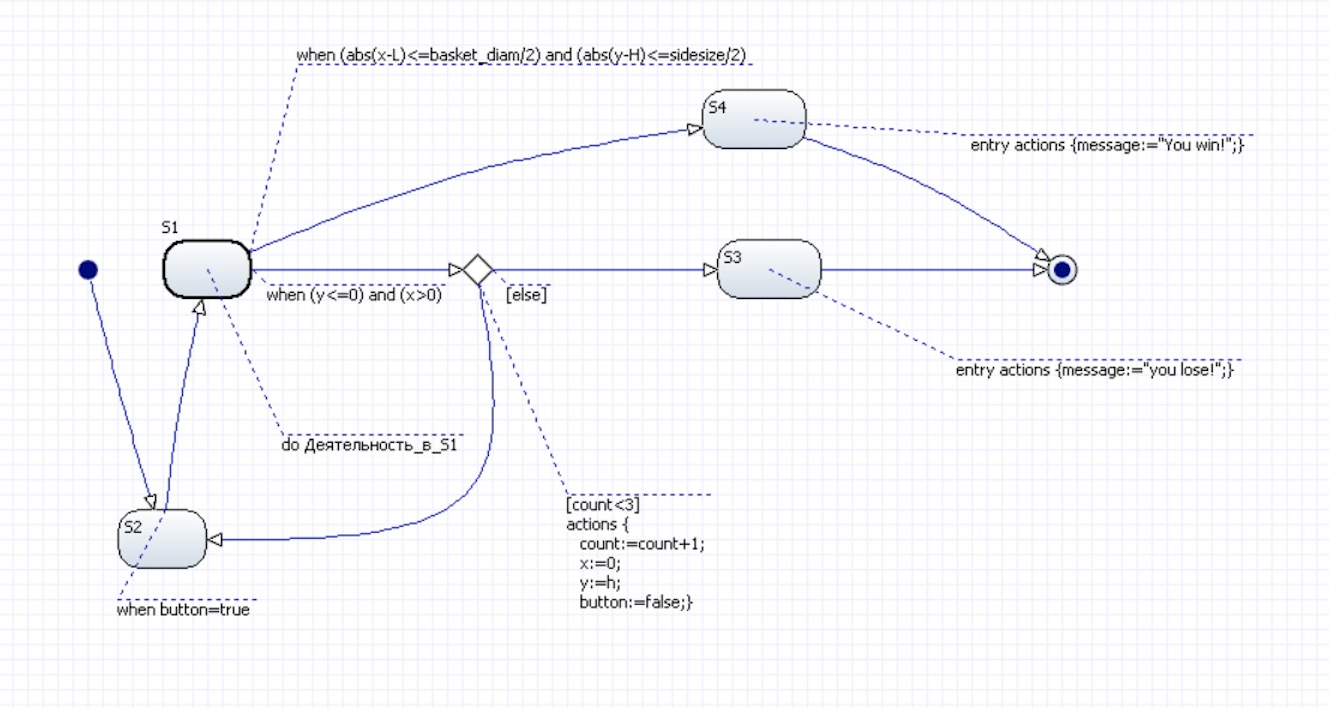 when (abs(x-L)<=basket_diam/2) and (abs(y-H)<=sidesize/2)
S4
entry actions {message:="You win!";}
S1
S3
when (y<=0) and (x>0)
[else]
entry actions {message:="you lose!";}
do Деятельность_в_S1
[count<3]
actions {
count:=count+1;
x:=0;
y:=h;
button:=false;}
S2
when button=true